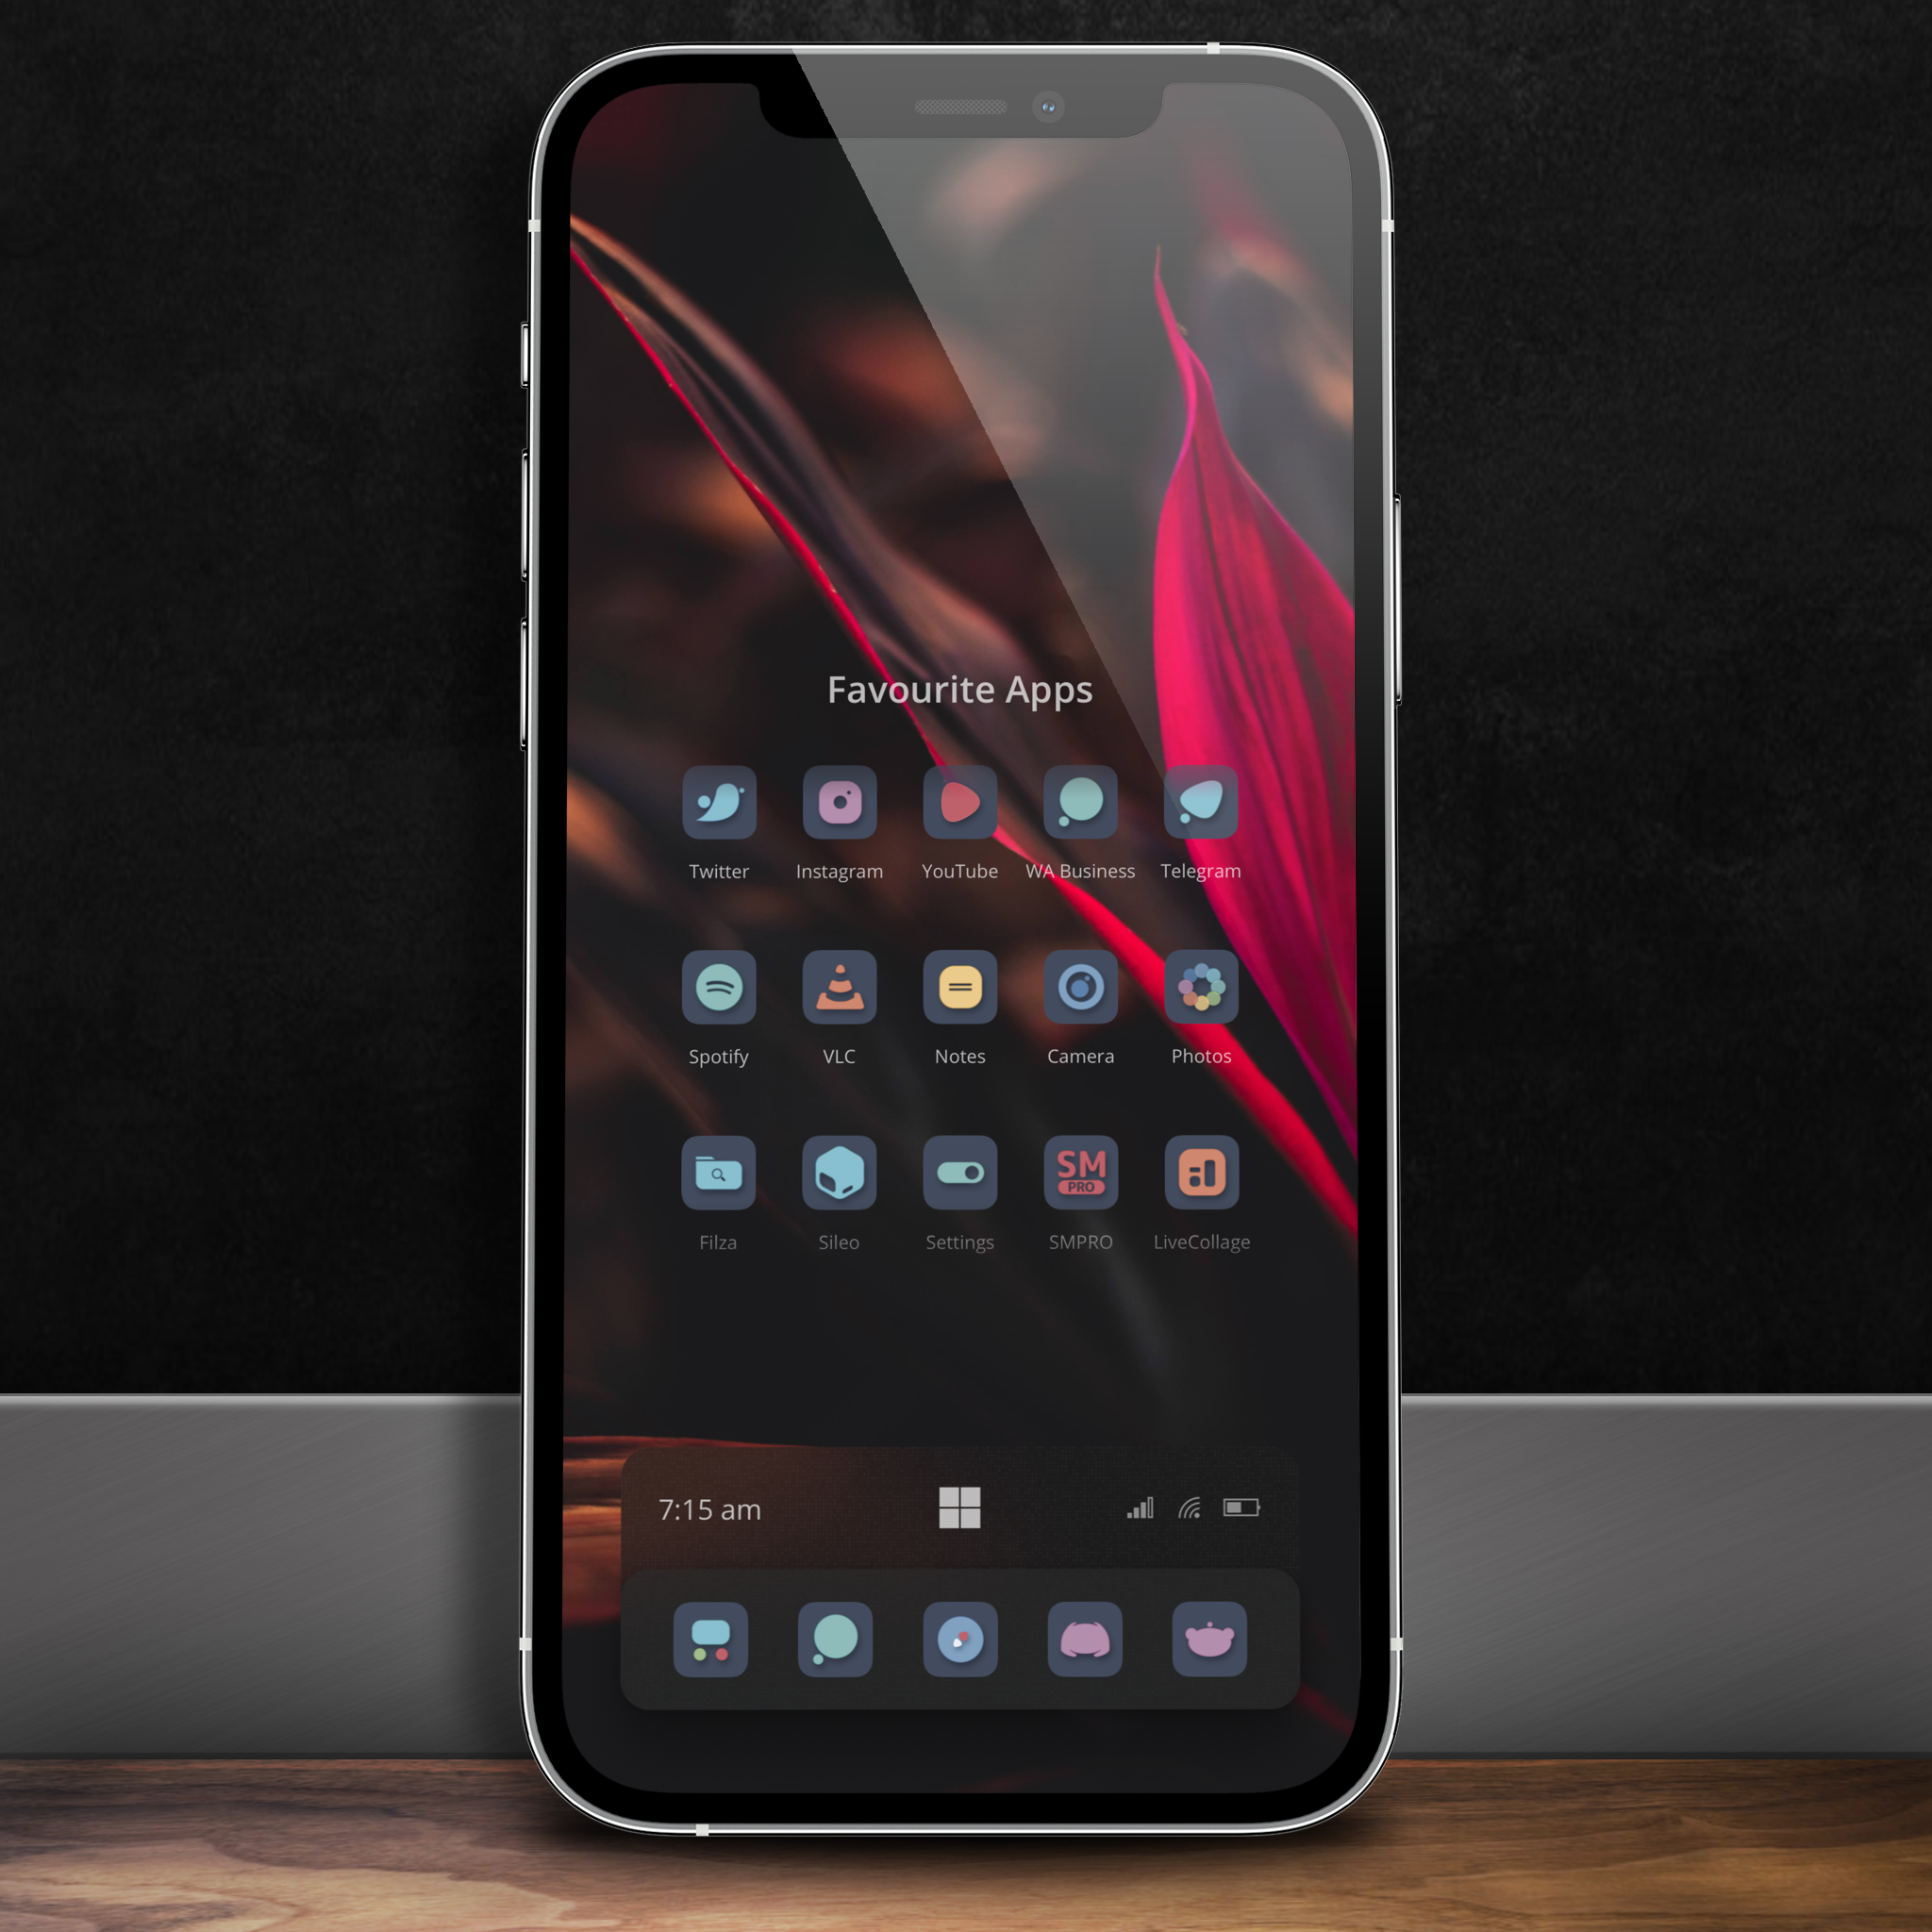 Favourite Apps
Twitter Instagram YouTube WA Business Telegram
Spotify VLC Notes Camera Photos
SM
PRO
Filza Sileo Settings SMPRO LiveCollage
7:15 am